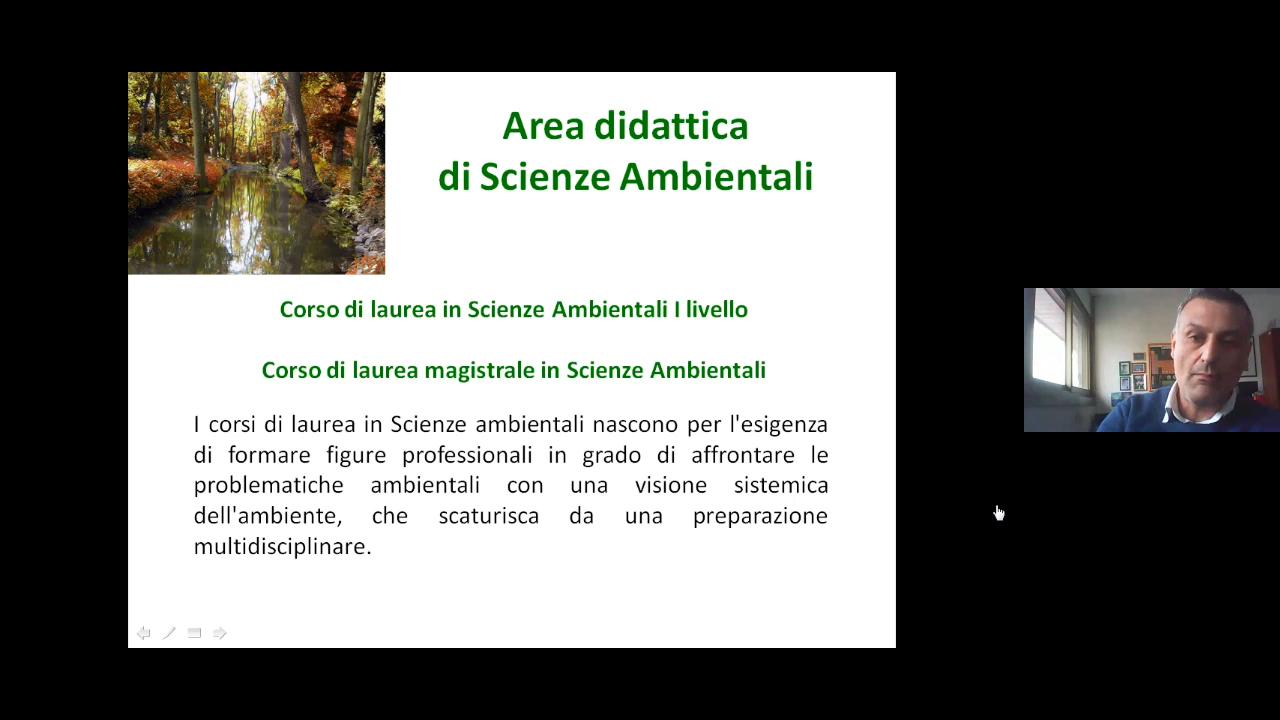 Area didattica
di Scienze Ambientali
Corso di laurea in Scienze Ambientali I livello
Corso di laurea magistrale in Scienze Ambientali
I corsi di laurea in Scienze ambientali nascono per l'esigenza
di formare figure professionali in grado di affrontare le
problematiche ambientali con una visione sistemica
dell'ambiente, che scaturisca da una preparazione
multidisciplinare.